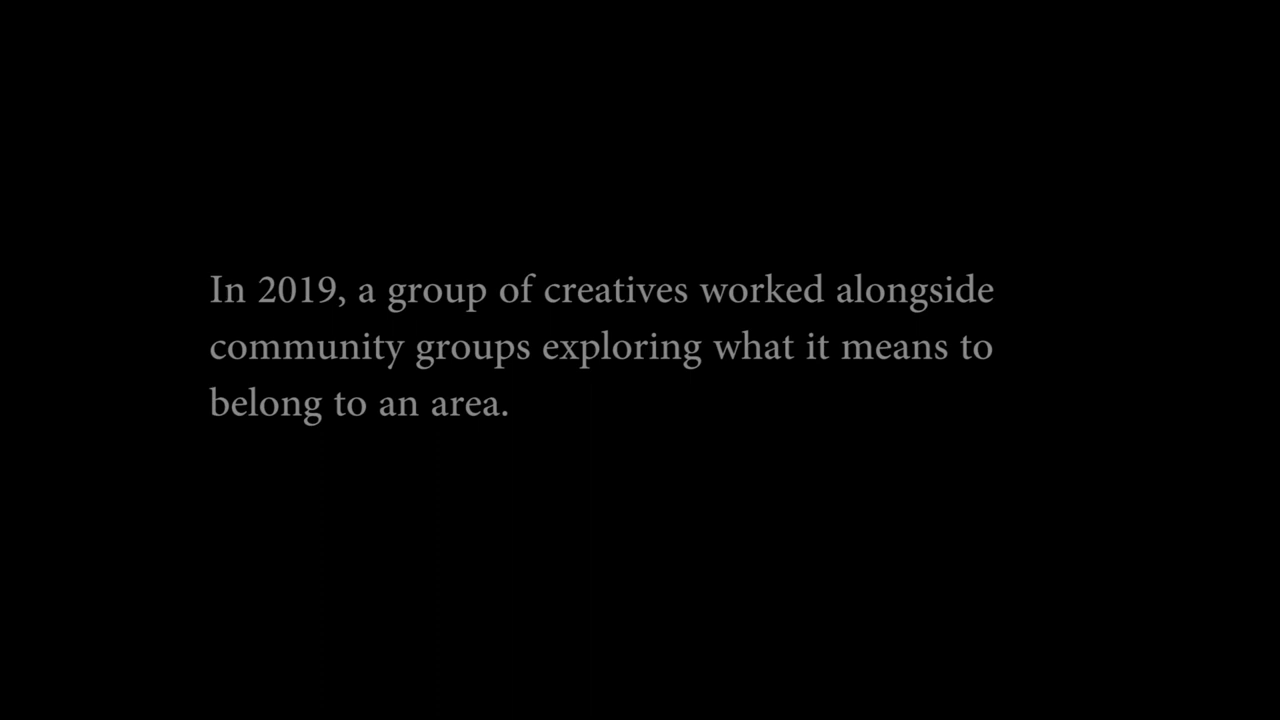 In 2019, a group of creatives worked alongside
community groups exploring what it means to
belong to an area.